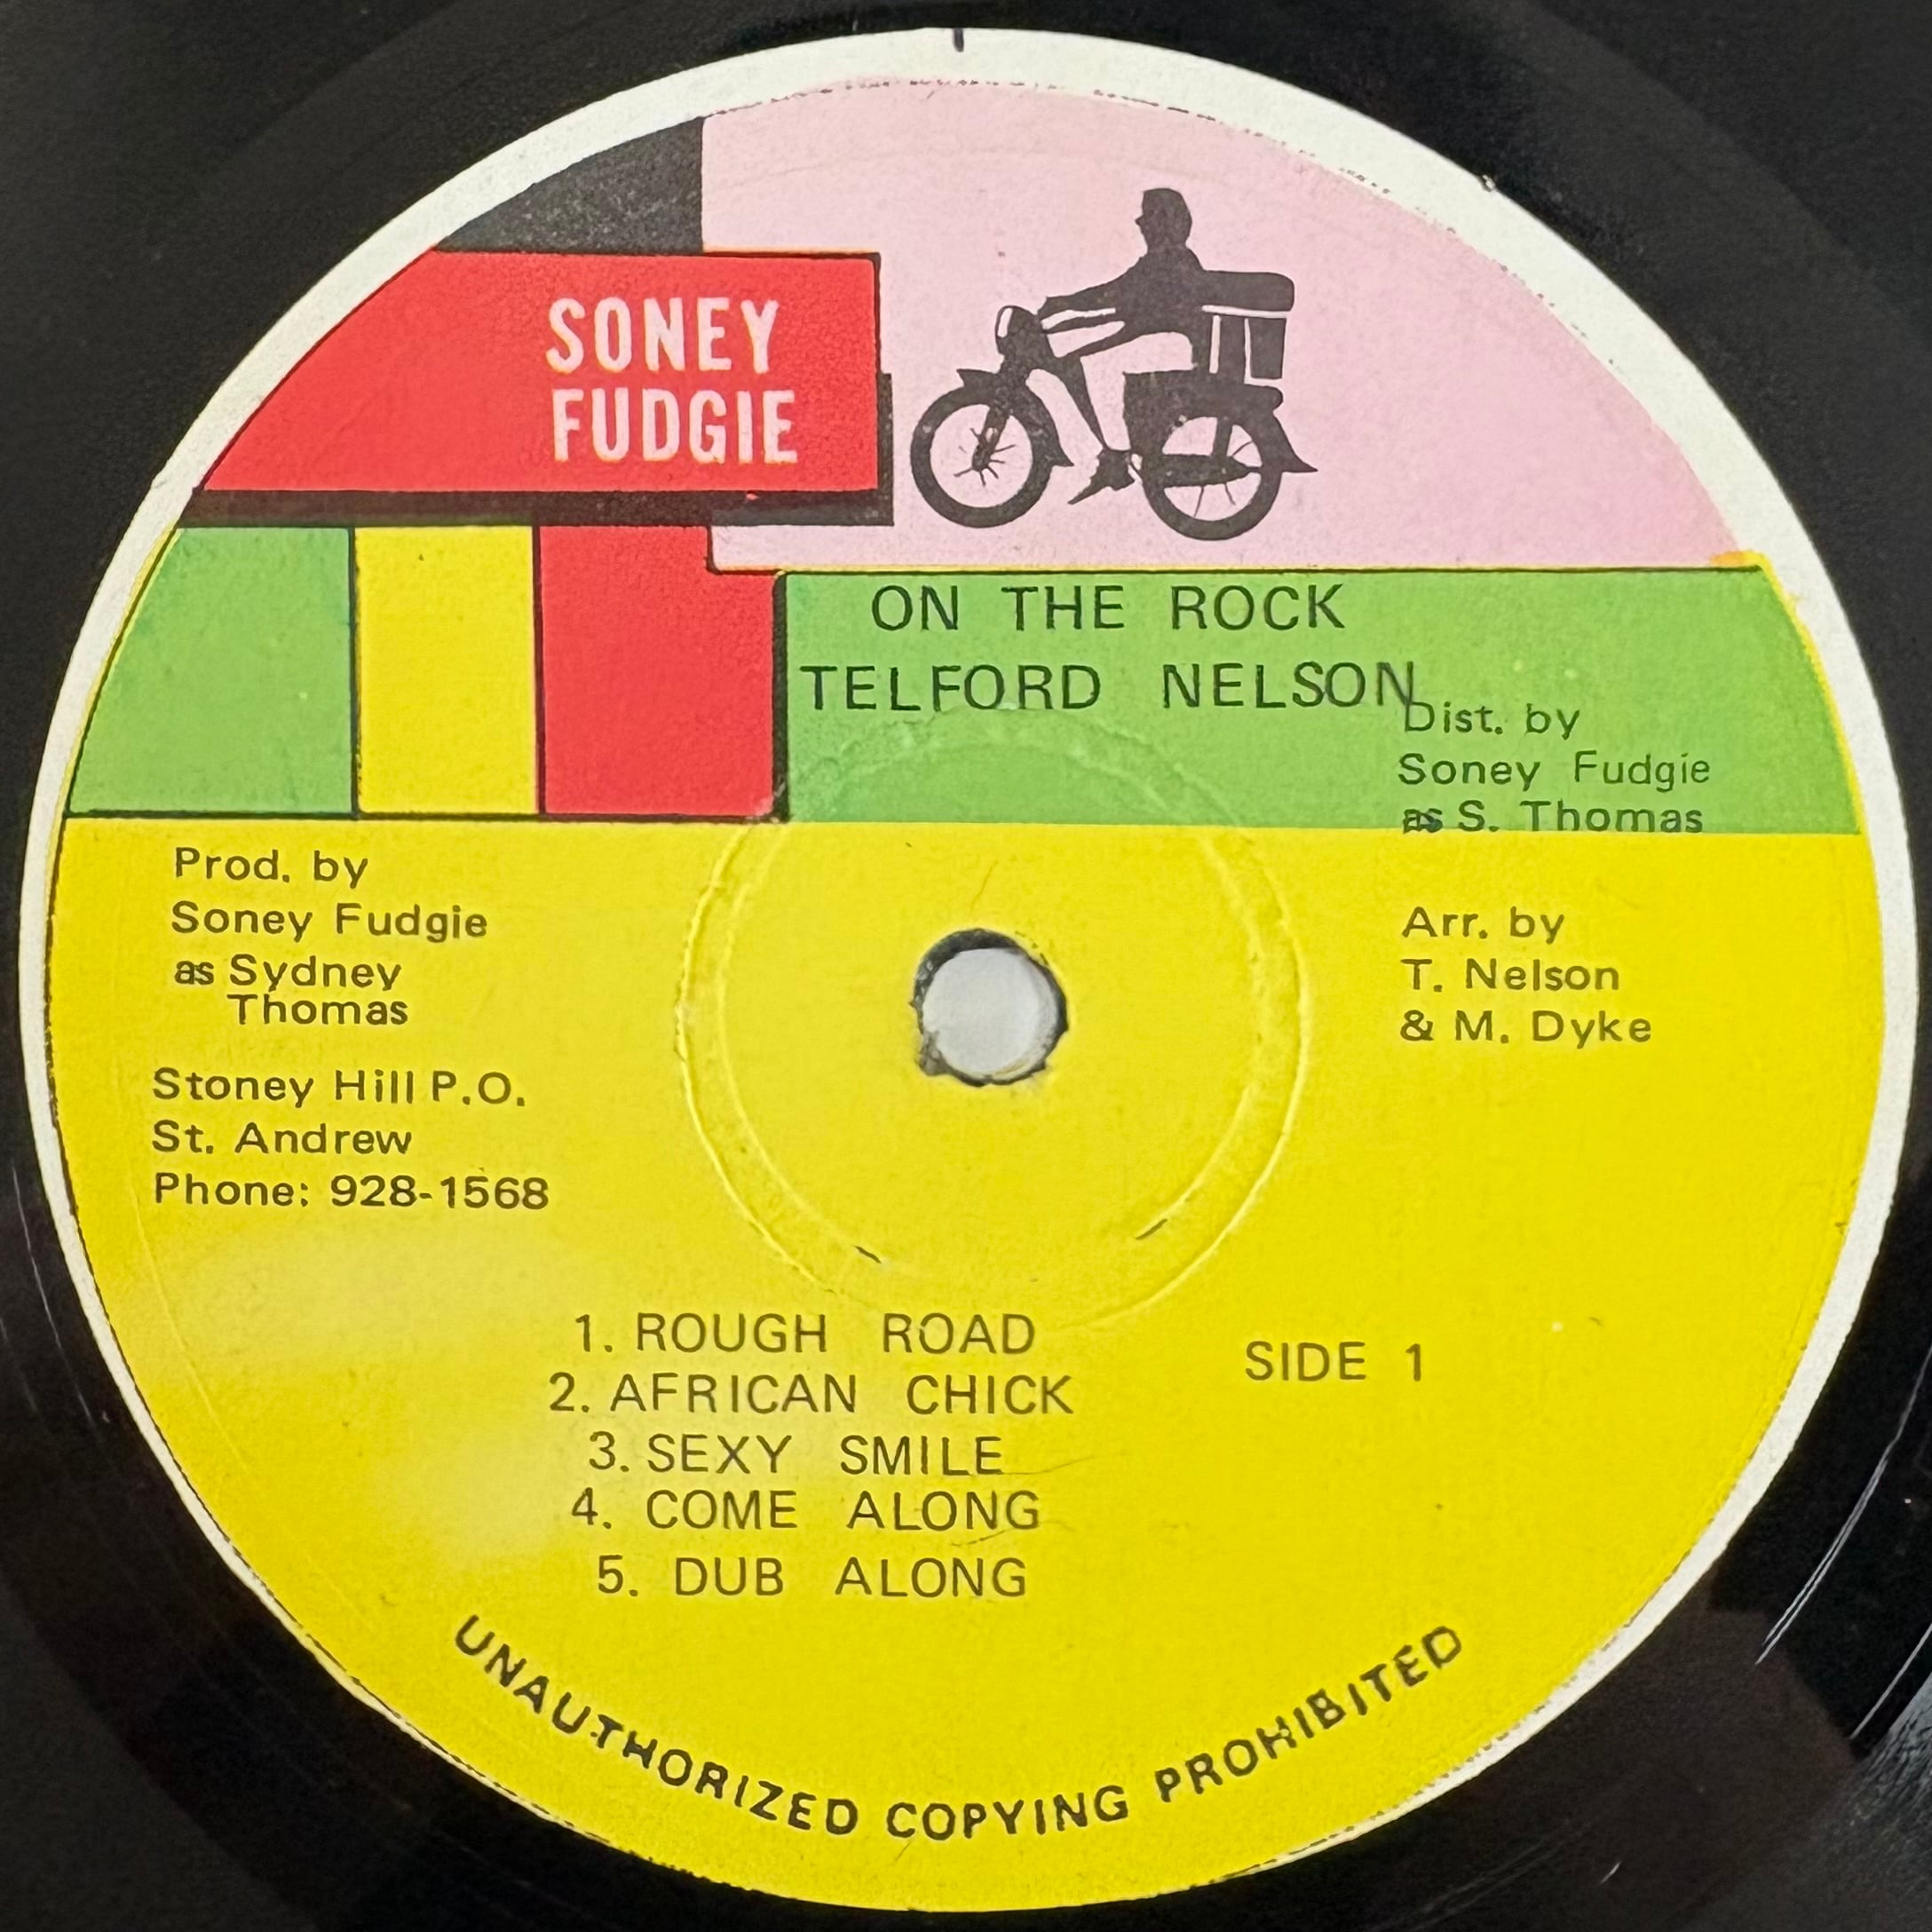 SONEY
FUDGIE
ON THE ROCK
TELFORD NELSON
Dist. by
Soney Fudgie
as S. Thomas
Prod. by
Soney Fudgie
as Sydney
Thomas
Stoney Hill P.O.
St. Andrew
Phone: 928-1568
Arr. by
T. Nelson
& M. Dyke
1. ROUGH ROAD
2. AFRICAN CHICK
3. SEXY SMILE
4. COME ALONG
5. DUB ALONG
SIDE 1
UNAUTHORIZED COPYING PROHIBITED